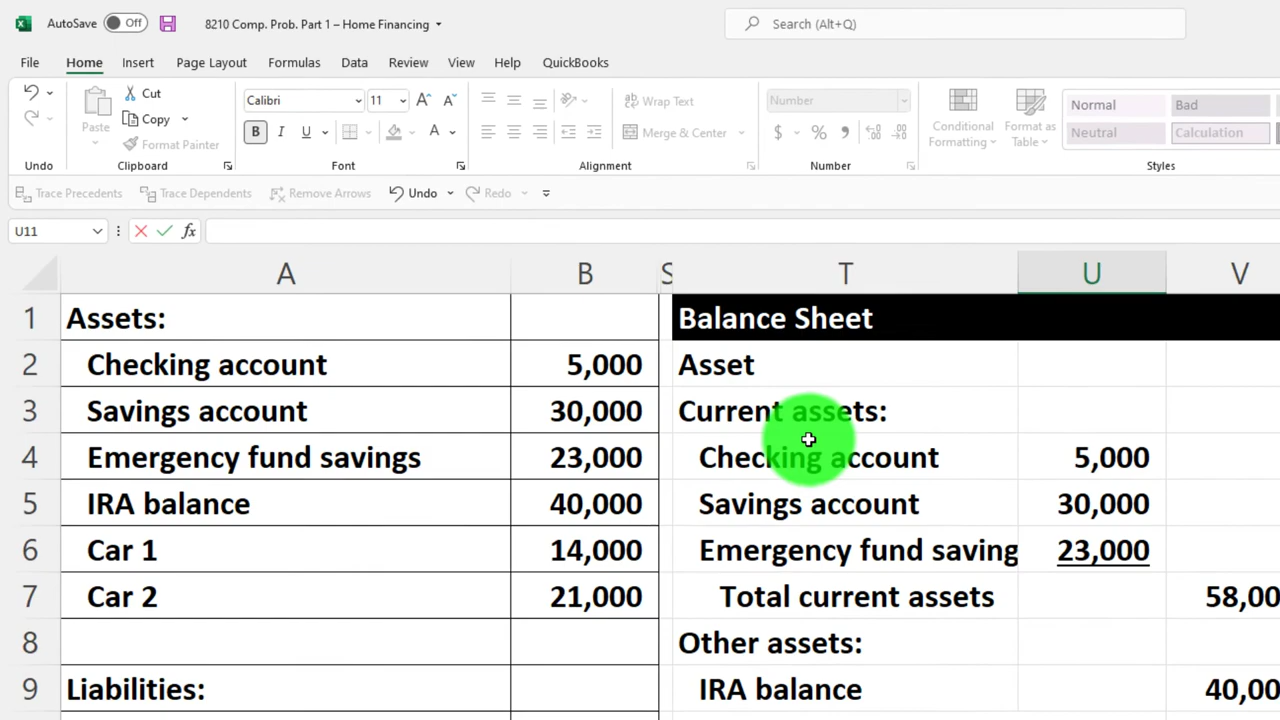 AutoSave Off 8210 Comp. Prob. Part 1 – Home Financing Search (Alt+Q)
File Home Insert Page Layout Formulas Data Review View Help QuickBooks
Paste Cut Copy Format Painter
Calibri 11
B I U
Wrap Text
Merge & Center
Number
$ %
Conditional Formatting Format as Table
Normal Bad
Neutral Calculation
Undo Clipboard Font Alignment Number Styles
Trace Precedents Trace Dependents Remove Arrows Undo Redo
U11 fx
A B S T U V
1 Assets: Balance Sheet
2 Checking account 5,000 Asset
3 Savings account 30,000 Current assets:
4 Emergency fund savings 23,000 Checking account 5,000
5 IRA balance 40,000 Savings account 30,000
6 Car 1 14,000 Emergency fund saving 23,000
7 Car 2 21,000 Total current assets 58,00
8 Other assets:
9 Liabilities: IRA balance 40,00